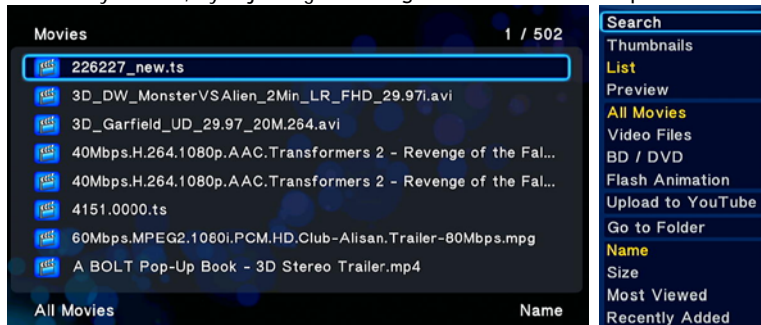 Movies 1 / 502
226227_new.ts
3D_DW_MonsterVSAlien_2Min_LR_FHD_29.97i.avi
3D_Garfield_UD_29.97_20M.264.avi
40Mbps.H.264.1080p.AAC.Transformers 2 - Revenge of the Fal...
40Mbps.H.264.1080p.AAC.Transformers 2 - Revenge of the Fal...
4151.0000.ts
60Mbps.MPEG2.1080i.PCM.HD.Club-Alisan.Trailer-80Mbps.mpg
A BOLT Pop-Up Book - 3D Stereo Trailer.mp4
All Movies Name
Search
Thumbnails
List
Preview
All Movies
Video Files
BD / DVD
Flash Animation
Upload to YouTube
Go to Folder
Name
Size
Most Viewed
Recently Added